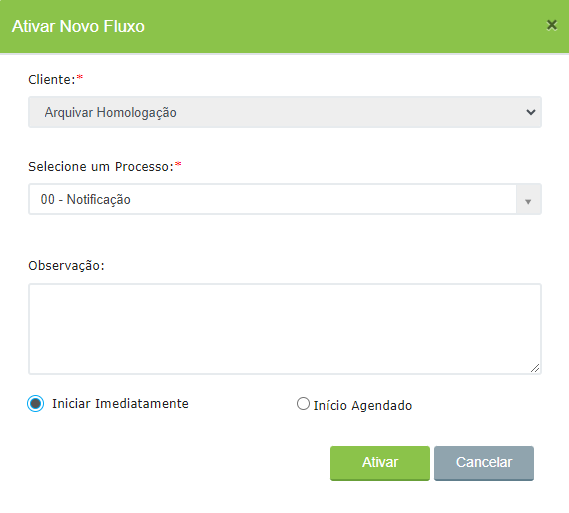 Ativar Novo Fluxo ×
Cliente:*
Arquivar Homologação
Selecione um Processo:*
00 - Notificação
Observação:
Iniciar Imediatamente Início Agendado
Ativar Cancelar